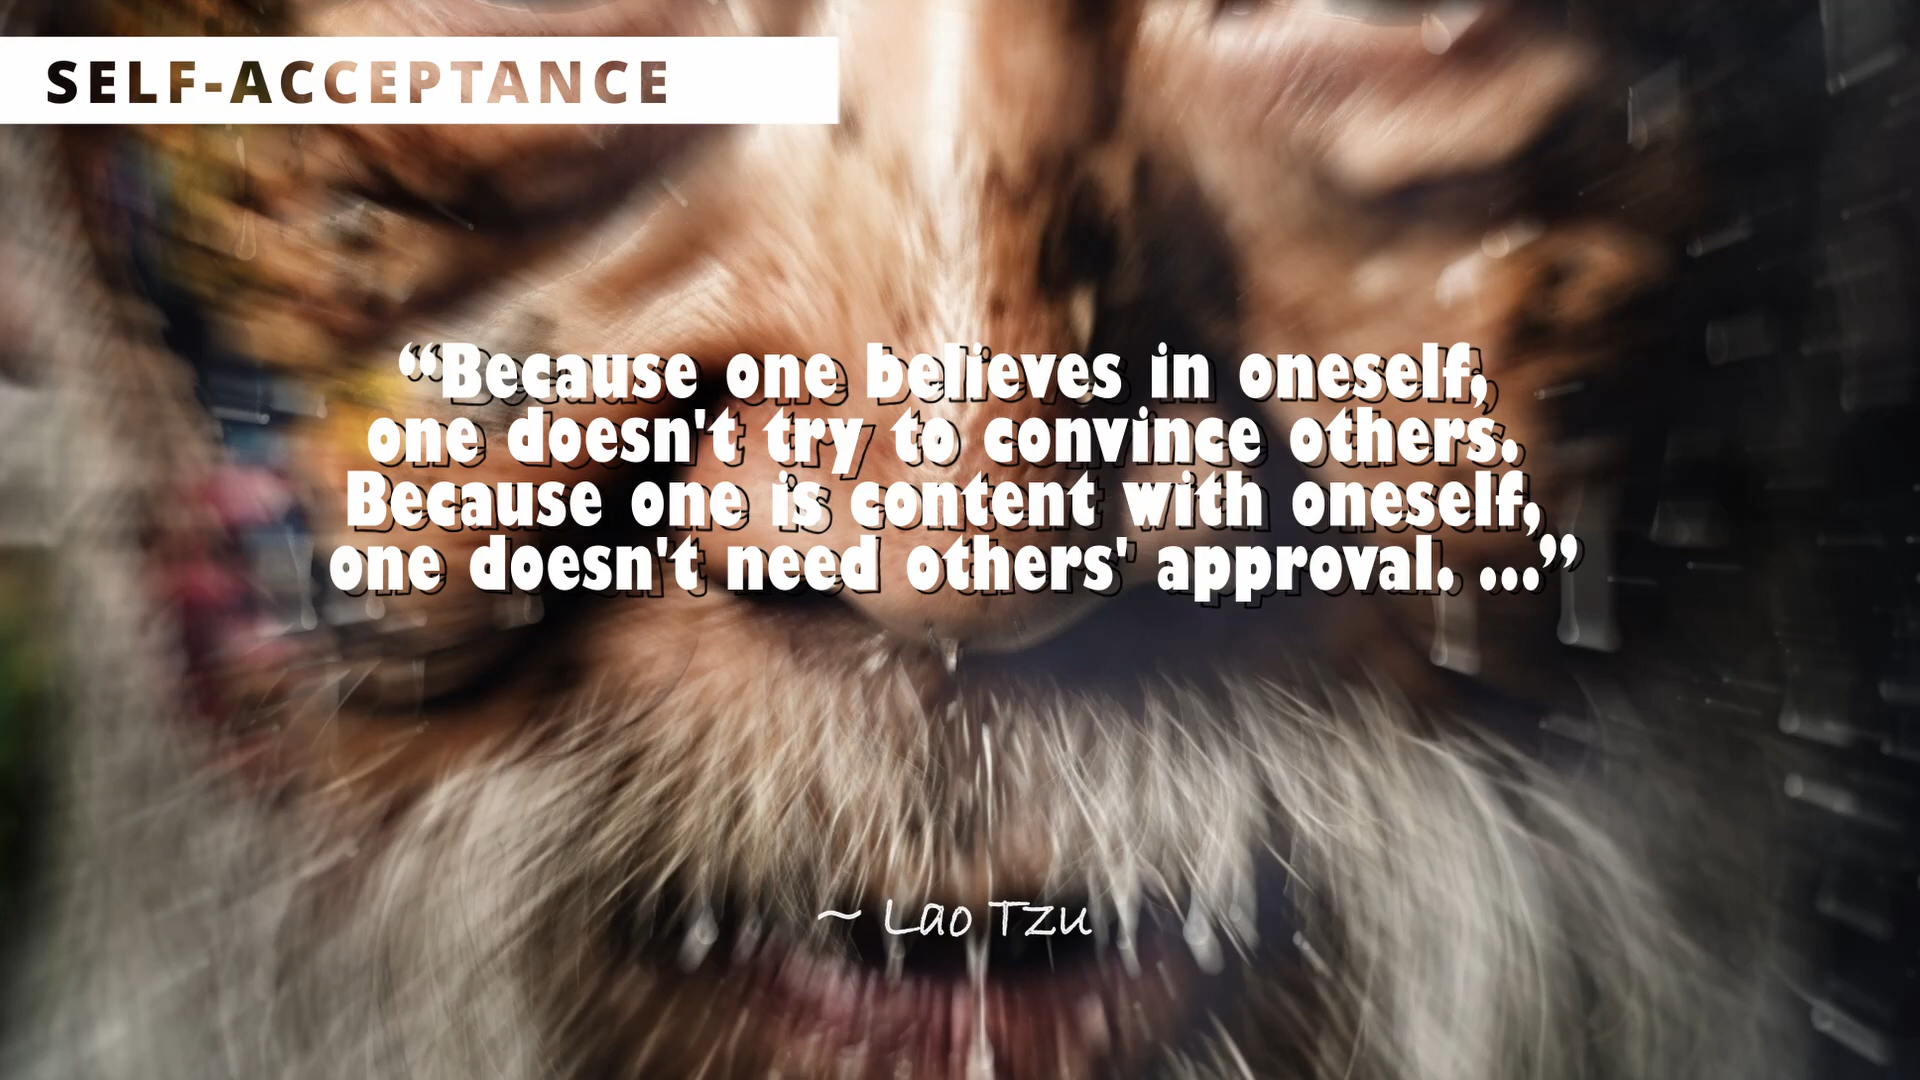 SELF-ACCEPTANCE
“Because one believes in oneself,
one doesn't try to convince others.
Because one is content with oneself,
one doesn't need others' approval. ...”
~ Lao Tzu